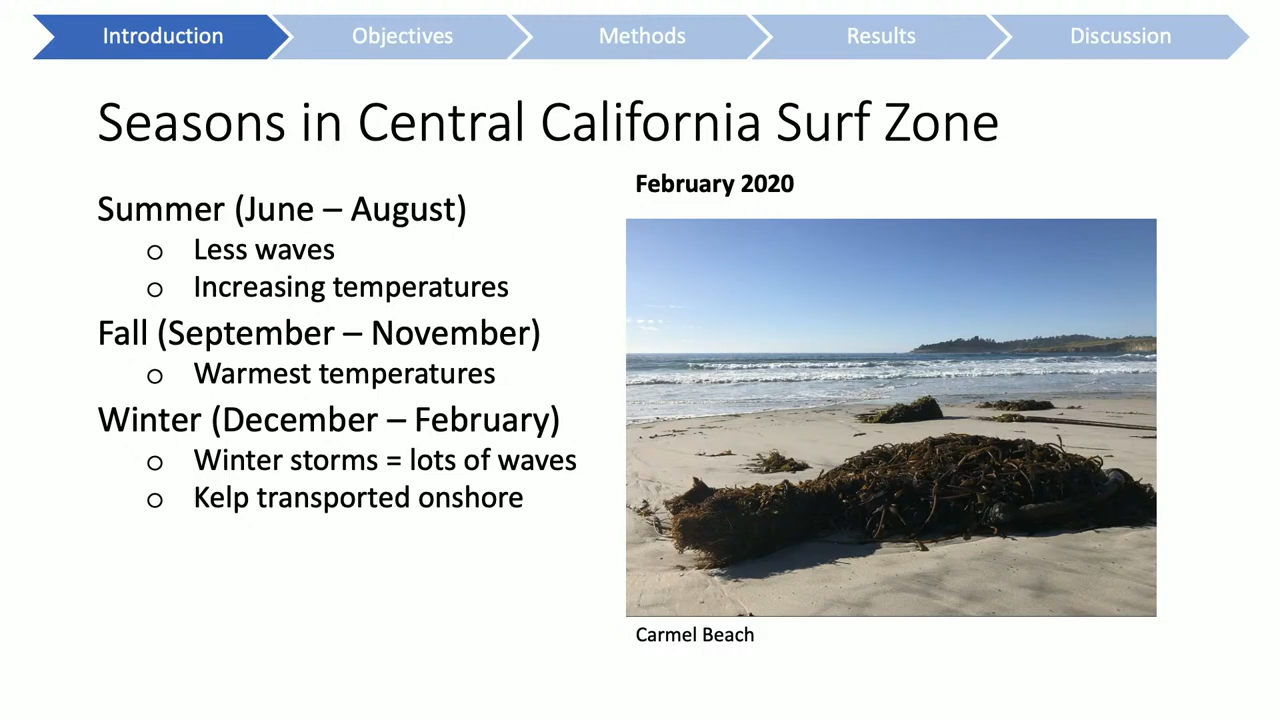 Introduction
Objectives
Methods
Results
Discussion
Seasons in Central California Surf Zone
Summer (June – August)
o Less waves
o Increasing temperatures
Fall (September – November)
o Warmest temperatures
Winter (December – February)
o Winter storms = lots of waves
o Kelp transported onshore
February 2020
Carmel Beach